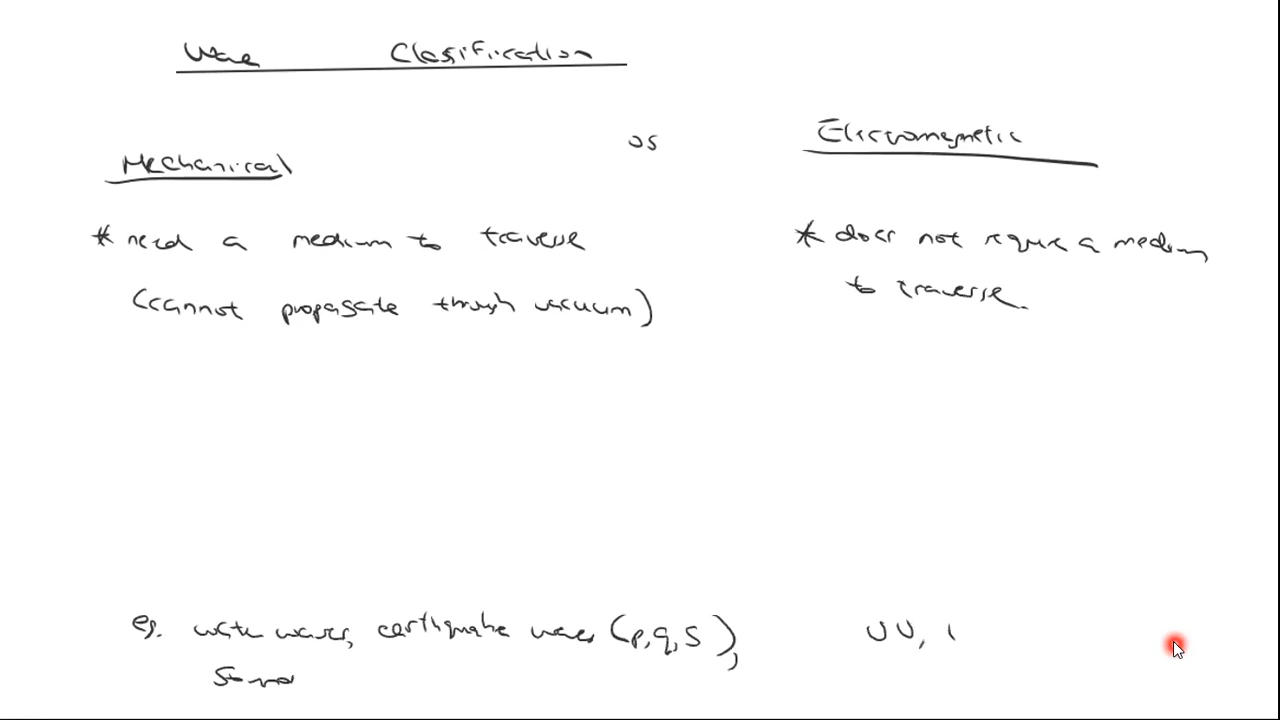 Wave Classification
Mechanical
vs
Electromagnetic
* need a medium to traverse
(cannot propagate through vacuum)
* does not require a medium
to traverse.
eg. water waves, earthquake waves (p,q,s),
Sound
UV, (